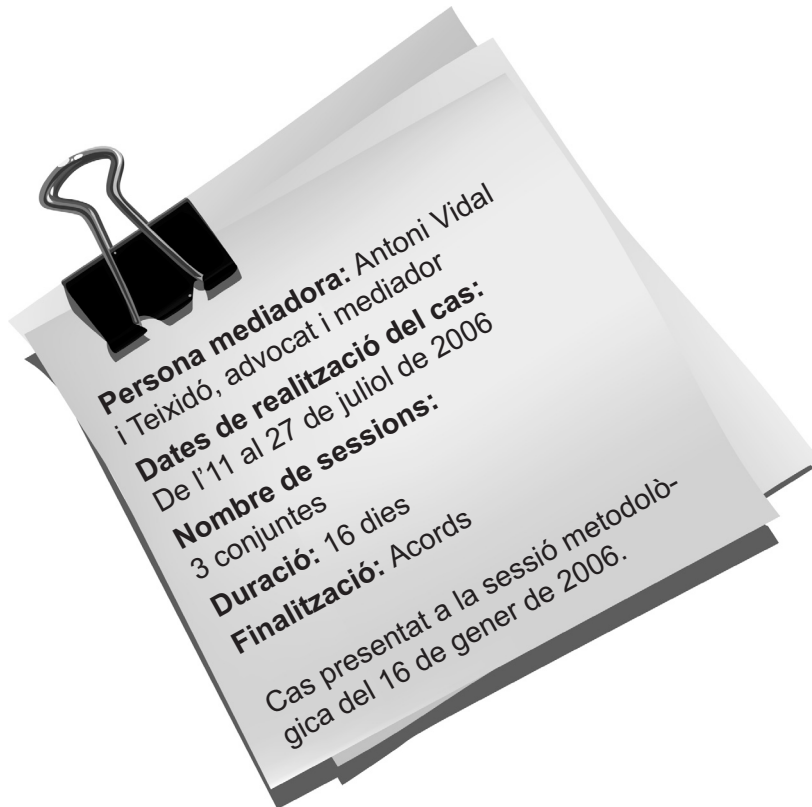 Persona mediadora: Antoni Vidal
i Teixidó, advocat i mediador
Dates de realització del cas:
De l'11 al 27 de juliol de 2006
Nombre de sessions:
3 conjuntes
Duració: 16 dies
Finalització: Acords
Cas presentat a la sessió metodolò-
gica del 16 de gener de 2006.